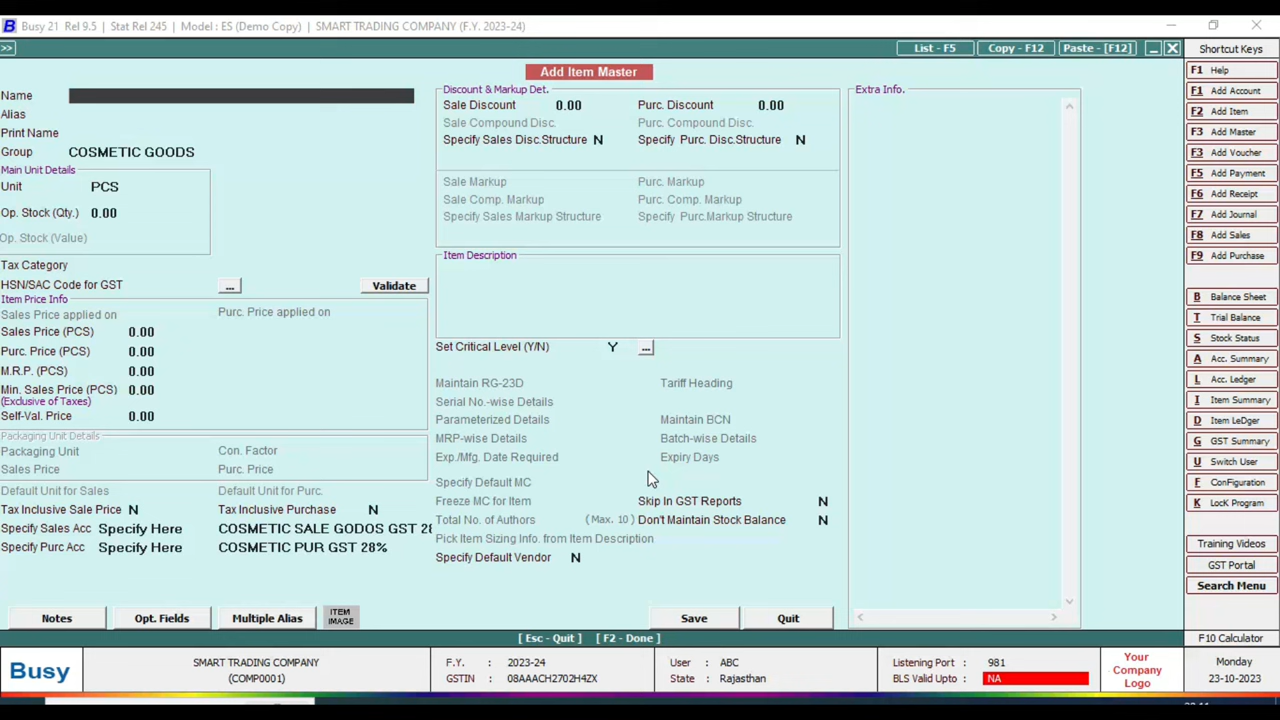 Busy 21 Rel 9.5 | Stat Rel 245 | Model : ES (Demo Copy) | SMART TRADING COMPANY (F.Y. 2023-24)
>> List - F5 Copy - F12 Paste - [F12] Shortcut Keys
Add Item Master
Name
Alias
Print Name
Group COSMETIC GOODS
Main Unit Details
Unit PCS
Op. Stock (Qty.) 0.00
Op. Stock (Value)
Tax Category
HSN/SAC Code for GST ... Validate
Item Price Info
Sales Price applied on Purc. Price applied on
Sales Price (PCS) 0.00
Purc. Price (PCS) 0.00
M.R.P. (PCS) 0.00
Min. Sales Price (PCS) 0.00
(Exclusive of Taxes)
Self-Val. Price 0.00
Packaging Unit Details
Packaging Unit Con. Factor
Sales Price Purc. Price
Default Unit for Sales Default Unit for Purc.
Tax Inclusive Sale Price N Tax Inclusive Purchase N
Specify Sales Acc Specify Here COSMETIC SALE GODOS GST 28
Specify Purc Acc Specify Here COSMETIC PUR GST 28%
Notes Opt. Fields Multiple Alias ITEM IMAGE
Discount & Markup Det.
Sale Discount 0.00 Purc. Discount 0.00
Sale Compound Disc. Purc. Compound Disc.
Specify Sales Disc.Structure N Specify Purc. Disc.Structure N
Sale Markup Purc. Markup
Sale Comp. Markup Purc. Comp. Markup
Specify Sales Markup Structure Specify Purc.Markup Structure
Item Description
Set Critical Level (Y/N) Y ...
Maintain RG-23D Tariff Heading
Serial No.-wise Details
Parameterized Details Maintain BCN
MRP-wise Details Batch-wise Details
Exp./Mfg. Date Required Expiry Days
Specify Default MC
Freeze MC for Item Skip In GST Reports N
Total No. of Authors (Max. 10) Don't Maintain Stock Balance N
Pick Item Sizing Info. from Item Description
Specify Default Vendor N
Save Quit
Extra Info.
[ Esc - Quit ] [ F2 - Done ]
F1 Help
F1 Add Account
F2 Add Item
F3 Add Master
F3 Add Voucher
F5 Add Payment
F6 Add Receipt
F7 Add Journal
F8 Add Sales
F9 Add Purchase
B Balance Sheet
T Trial Balance
S Stock Status
A Acc. Summary
L Acc. Ledger
I Item Summary
D Item LeDger
G GST Summary
U Switch User
F ConFiguration
K LocK Program
Training Videos
GST Portal
Search Menu
F10 Calculator
Busy
SMART TRADING COMPANY
(COMP0001)
F.Y. : 2023-24
GSTIN : 08AAACH2702H4ZX
User : ABC
State : Rajasthan
Listening Port : 981
BLS Valid Upto : NA
Your
Company
Logo
Monday
23-10-2023